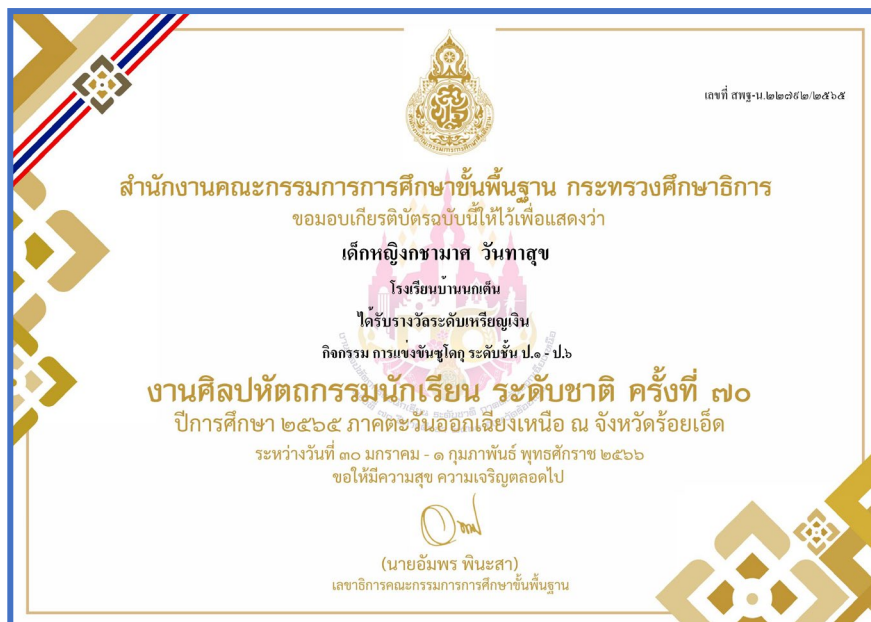 เลขที่ สพฐ-น.๒๒๗๙๒/๒๕๖๕
สำนักงานคณะกรรมการการศึกษาขั้นพื้นฐาน กระทรวงศึกษาธิการ
ขอมอบเกียรติบัตรฉบับนี้ให้ไว้เพื่อแสดงว่า
เด็กหญิงกชามาศ วันทาสุข
โรงเรียนบ้านนกเต็น
ได้รับรางวัลระดับเหรียญเงิน
กิจกรรม การแข่งขันซูโดกุ ระดับชั้น ป.๑ - ป.๖
งานศิลปหัตถกรรมนักเรียน ระดับชาติ ครั้งที่ ๗๐
ปีการศึกษา ๒๕๖๕ ภาคตะวันออกเฉียงเหนือ ณ จังหวัดร้อยเอ็ด
ระหว่างวันที่ ๓๐ มกราคม - ๑ กุมภาพันธ์ พุทธศักราช ๒๕๖๖
ขอให้มีความสุข ความเจริญตลอดไป
(นายอัมพร พินะสา)
เลขาธิการคณะกรรมการการศึกษาขั้นพื้นฐาน